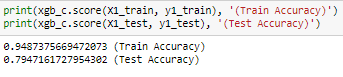 print(xgb_c.score(X1_train, y1_train), '(Train Accuracy)')
print(xgb_c.score(X1_test, y1_test), '(Test Accuracy)')
0.9487375669472073 (Train Accuracy)
0.7947161727954302 (Test Accuracy)